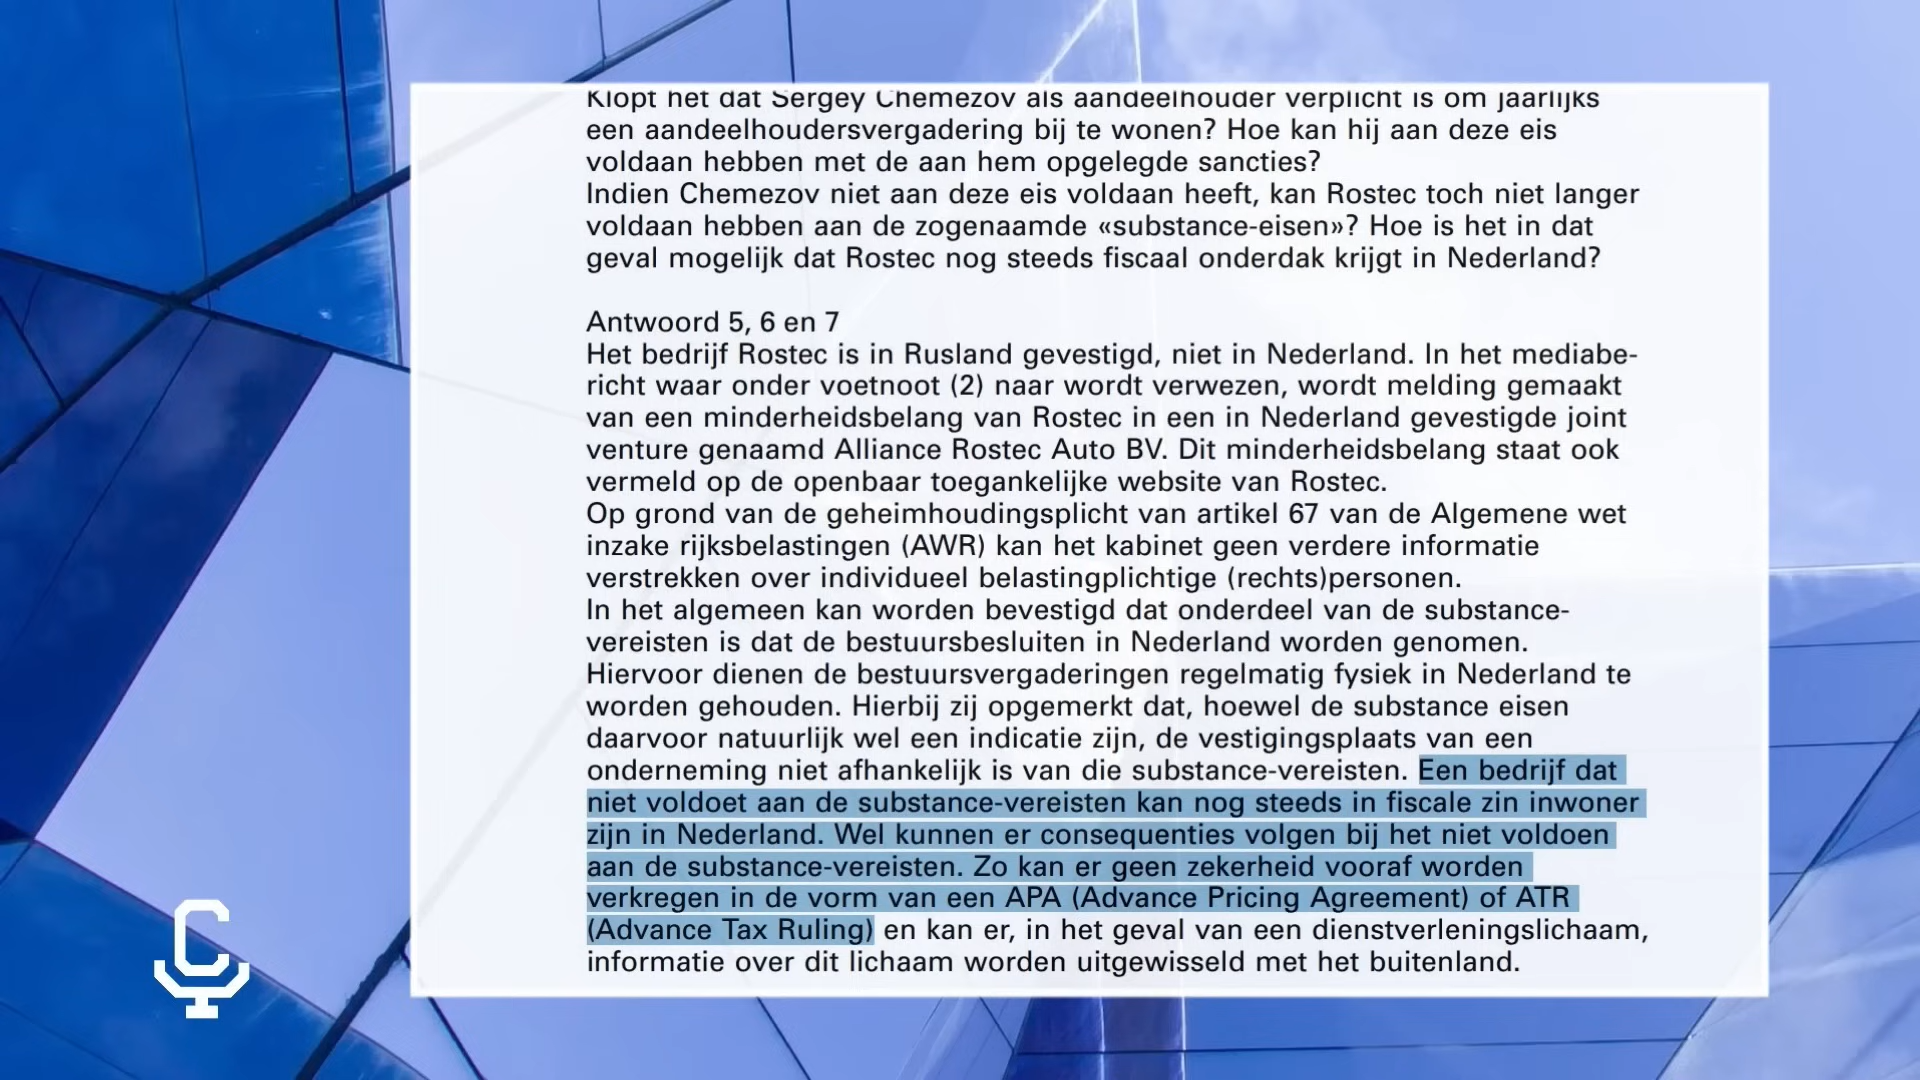 Klopt het dat Sergey Chemezov als aandeelhouder verplicht is om jaarlijks
een aandeelhoudersvergadering bij te wonen? Hoe kan hij aan deze eis
voldaan hebben met de aan hem opgelegde sancties?
Indien Chemezov niet aan deze eis voldaan heeft, kan Rostec toch niet langer
voldaan hebben aan de zogenaamde «substance-eisen»? Hoe is het in dat
geval mogelijk dat Rostec nog steeds fiscaal onderdak krijgt in Nederland?
Antwoord 5, 6 en 7
Het bedrijf Rostec is in Rusland gevestigd, niet in Nederland. In het mediabe-
richt waar onder voetnoot (2) naar wordt verwezen, wordt melding gemaakt
van een minderheidsbelang van Rostec in een in Nederland gevestigde joint
venture genaamd Alliance Rostec Auto BV. Dit minderheidsbelang staat ook
vermeld op de openbaar toegankelijke website van Rostec.
Op grond van de geheimhoudingsplicht van artikel 67 van de Algemene wet
inzake rijksbelastingen (AWR) kan het kabinet geen verdere informatie
verstrekken over individueel belastingplichtige (rechts)personen.
In het algemeen kan worden bevestigd dat onderdeel van de substance-
vereisten is dat de bestuursbesluiten in Nederland worden genomen.
Hiervoor dienen de bestuursvergaderingen regelmatig fysiek in Nederland te
worden gehouden. Hierbij zij opgemerkt dat, hoewel de substance eisen
daarvoor natuurlijk wel een indicatie zijn, de vestigingsplaats van een
onderneming niet afhankelijk is van die substance-vereisten. Een bedrijf dat
niet voldoet aan de substance-vereisten kan nog steeds in fiscale zin inwoner
zijn in Nederland. Wel kunnen er consequenties volgen bij het niet voldoen
aan de substance-vereisten. Zo kan er geen zekerheid vooraf worden
verkregen in de vorm van een APA (Advance Pricing Agreement) of ATR
(Advance Tax Ruling) en kan er, in het geval van een dienstverleningslichaam,
informatie over dit lichaam worden uitgewisseld met het buitenland.